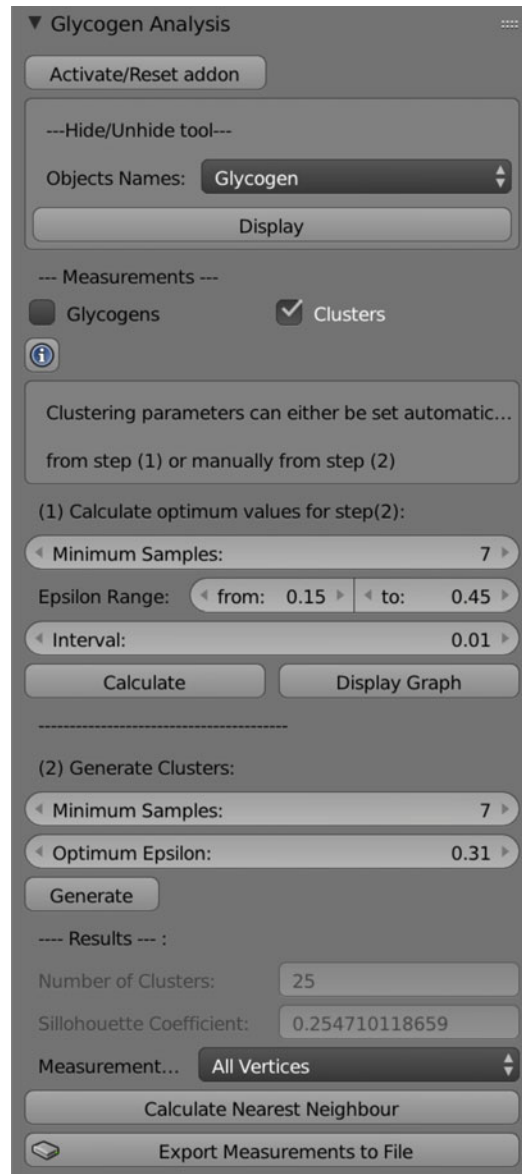 Glycogen Analysis
Activate/Reset addon
---Hide/Unhide tool---
Objects Names: Glycogen
Display
--- Measurements ---
Glycogens Clusters
Clustering parameters can either be set automatic...
from step (1) or manually from step (2)
(1) Calculate optimum values for step(2):
Minimum Samples: 7
Epsilon Range: from: 0.15 to: 0.45
Interval: 0.01
Calculate Display Graph
----------------------------------------
(2) Generate Clusters:
Minimum Samples: 7
Optimum Epsilon: 0.31
Generate
---- Results --- :
Number of Clusters: 25
Sillohouette Coefficient: 0.254710118659
Measurement... All Vertices
Calculate Nearest Neighbour
Export Measurements to File